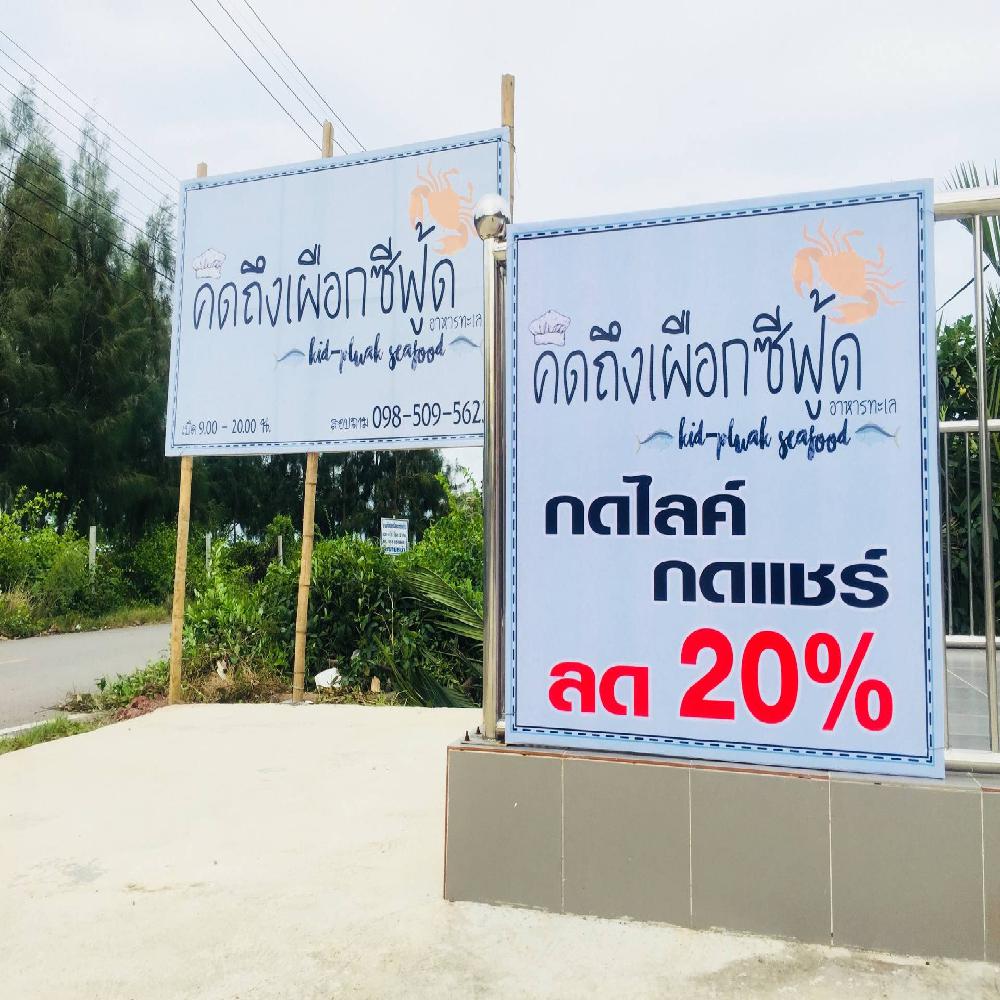 คดถึงเผือกซีฟู้ด
อาหารทะเล
kid-pluak seafood
เปิด 9.00 - 20.00 น.
สอบถาม 098-509-562
คดถึงเผือกซีฟู้ด
อาหารทะเล
kid-pluak seafood
กดไลค์
กดแชร์
ลด 20%